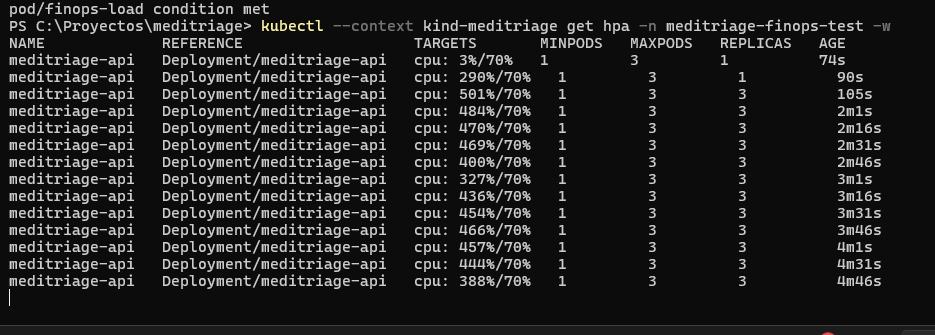 pod/finops-load condition met
PS C:\Proyectos\meditriage> kubectl --context kind-meditriage get hpa -n meditriage-finops-test -w
NAME             REFERENCE                   TARGETS        MINPODS   MAXPODS   REPLICAS   AGE
meditriage-api   Deployment/meditriage-api   cpu: 3%/70%    1         3         1          74s
meditriage-api   Deployment/meditriage-api   cpu: 290%/70%   1         3         1          90s
meditriage-api   Deployment/meditriage-api   cpu: 501%/70%   1         3         3          105s
meditriage-api   Deployment/meditriage-api   cpu: 484%/70%   1         3         3          2m1s
meditriage-api   Deployment/meditriage-api   cpu: 470%/70%   1         3         3          2m16s
meditriage-api   Deployment/meditriage-api   cpu: 469%/70%   1         3         3          2m31s
meditriage-api   Deployment/meditriage-api   cpu: 400%/70%   1         3         3          2m46s
meditriage-api   Deployment/meditriage-api   cpu: 327%/70%   1         3         3          3m1s
meditriage-api   Deployment/meditriage-api   cpu: 436%/70%   1         3         3          3m16s
meditriage-api   Deployment/meditriage-api   cpu: 454%/70%   1         3         3          3m31s
meditriage-api   Deployment/meditriage-api   cpu: 466%/70%   1         3         3          3m46s
meditriage-api   Deployment/meditriage-api   cpu: 457%/70%   1         3         3          4m1s
meditriage-api   Deployment/meditriage-api   cpu: 444%/70%   1         3         3          4m31s
meditriage-api   Deployment/meditriage-api   cpu: 388%/70%   1         3         3          4m46s